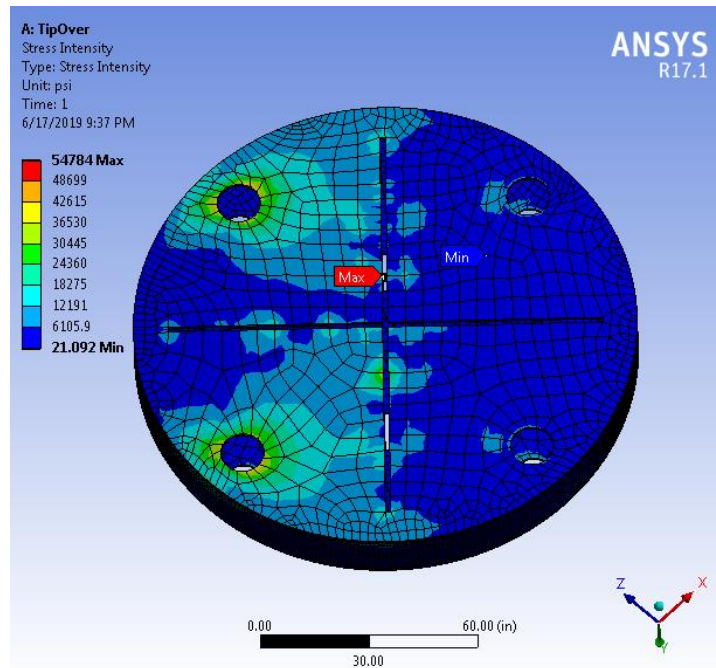 A: TipOver
Stress Intensity
Type: Stress Intensity
Unit: psi
Time: 1
6/17/2019 9:37 PM
ANSYS
R17.1
54784 Max
48699
42615
36530
30445
24360
18275
12191
6105.9
21.092 Min
Max
Min
0.00
60.00 (in)
30.00
Z
X
Y